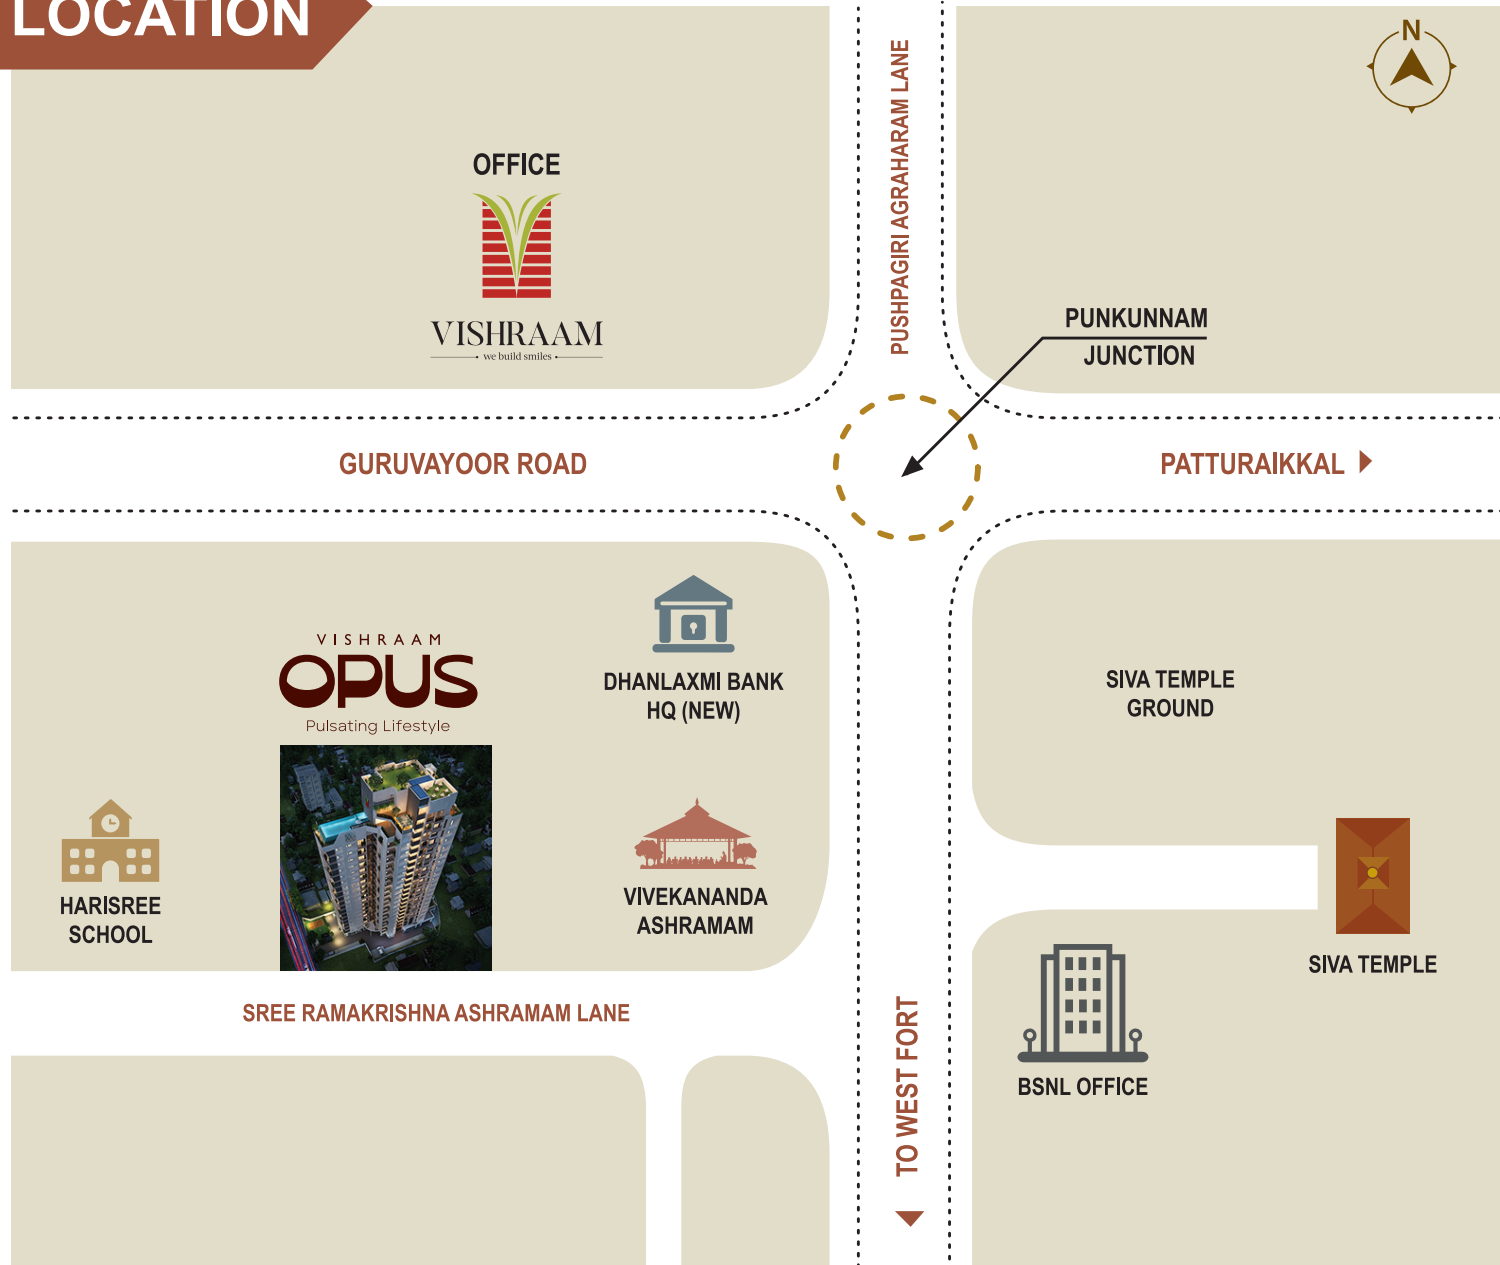 LOCATION
N
OFFICE
VISHRAAM
we build smiles
PUSHPAGIRI AGRAHARAM LANE
PUNKUNNAM
JUNCTION
GURUVAYOOR ROAD
PATTURAIKKAL
VISHRAAM
OPUS
Pulsating Lifestyle
DHANLAXMI BANK
HQ (NEW)
SIVA TEMPLE
GROUND
HARISREE
SCHOOL
VIVEKANANDA
ASHRAMAM
SIVA TEMPLE
SREE RAMAKRISHNA ASHRAMAM LANE
TO WEST FORT
BSNL OFFICE